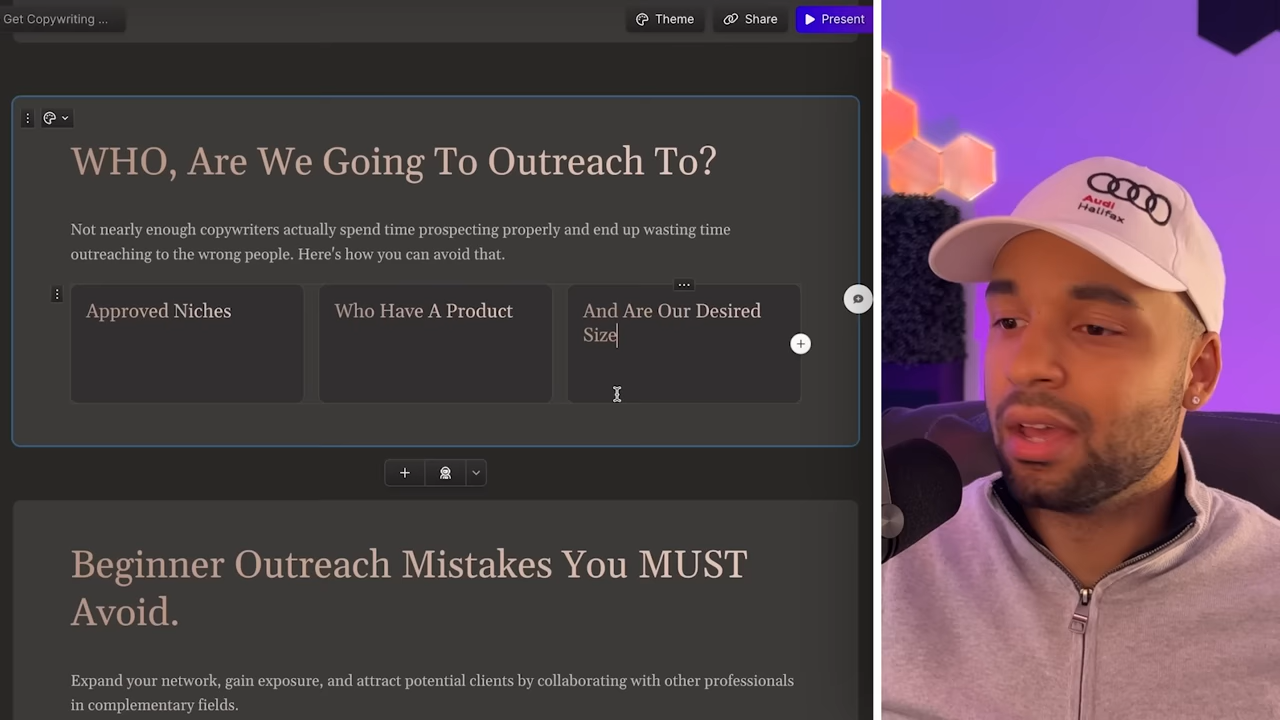 Get Copywriting ...
Theme
Share
Present
WHO, Are We Going To Outreach To?
Not nearly enough copywriters actually spend time prospecting properly and end up wasting time
outreaching to the wrong people. Here's how you can avoid that.
Approved Niches
Who Have A Product
And Are Our Desired
Size
Audi
Halifax
Beginner Outreach Mistakes You MUST
Avoid.
Expand your network, gain exposure, and attract potential clients by collaborating with other professionals
in complementary fields.